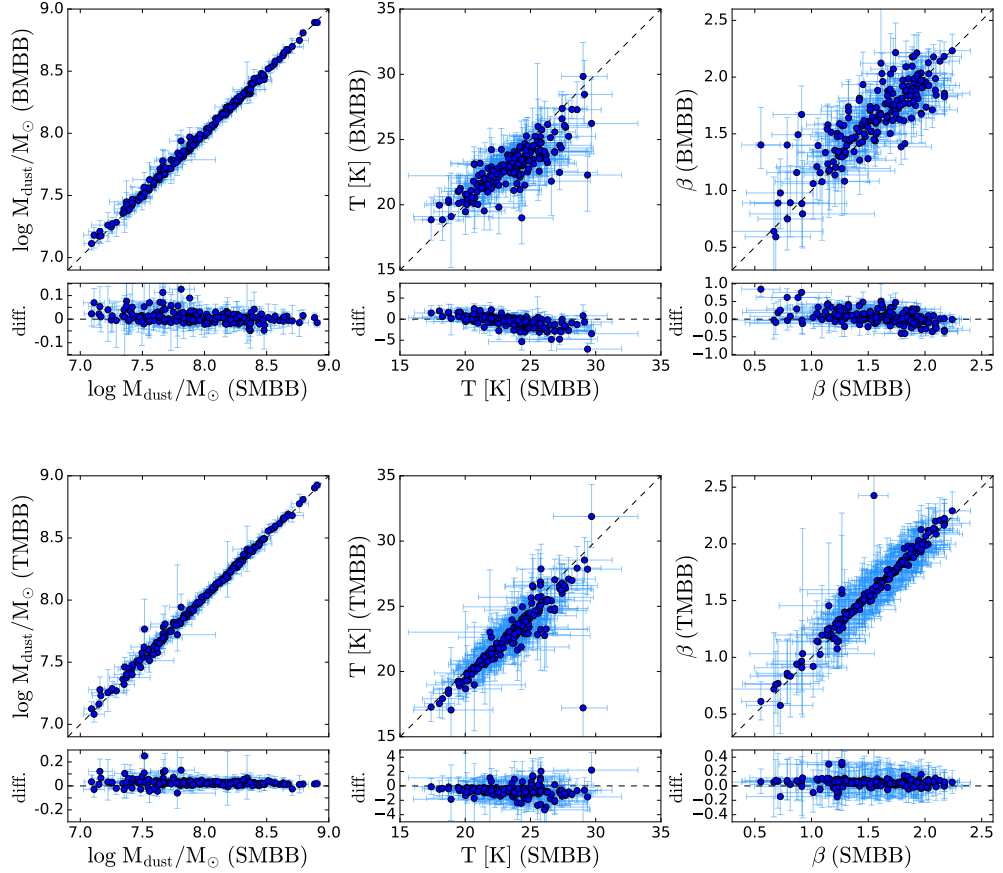 9.0
8.5
8.0
7.5
7.0
log M_dust/M_☉ (BMBB)
0.1
0
-0.1
diff.
7.0 7.5 8.0 8.5 9.0
log M_dust/M_☉ (SMBB)
35
30
25
20
15
T [K] (BMBB)
5
0
−5
diff.
15 20 25 30 35
T [K] (SMBB)
2.5
2.0
1.5
1.0
0.5
β (BMBB)
1.0
0.5
0.0
−0.5
−1.0
diff.
0.5 1.0 1.5 2.0 2.5
β (SMBB)
9.0
8.5
8.0
7.5
7.0
log M_dust/M_☉ (TMBB)
0.2
0
-0.2
diff.
7.0 7.5 8.0 8.5 9.0
log M_dust/M_☉ (SMBB)
35
30
25
20
15
T [K] (TMBB)
4
2
0
−2
−4
diff.
15 20 25 30 35
T [K] (SMBB)
2.5
2.0
1.5
1.0
0.5
β (TMBB)
0.4
0.2
0.0
−0.2
−0.4
diff.
0.5 1.0 1.5 2.0 2.5
β (SMBB)